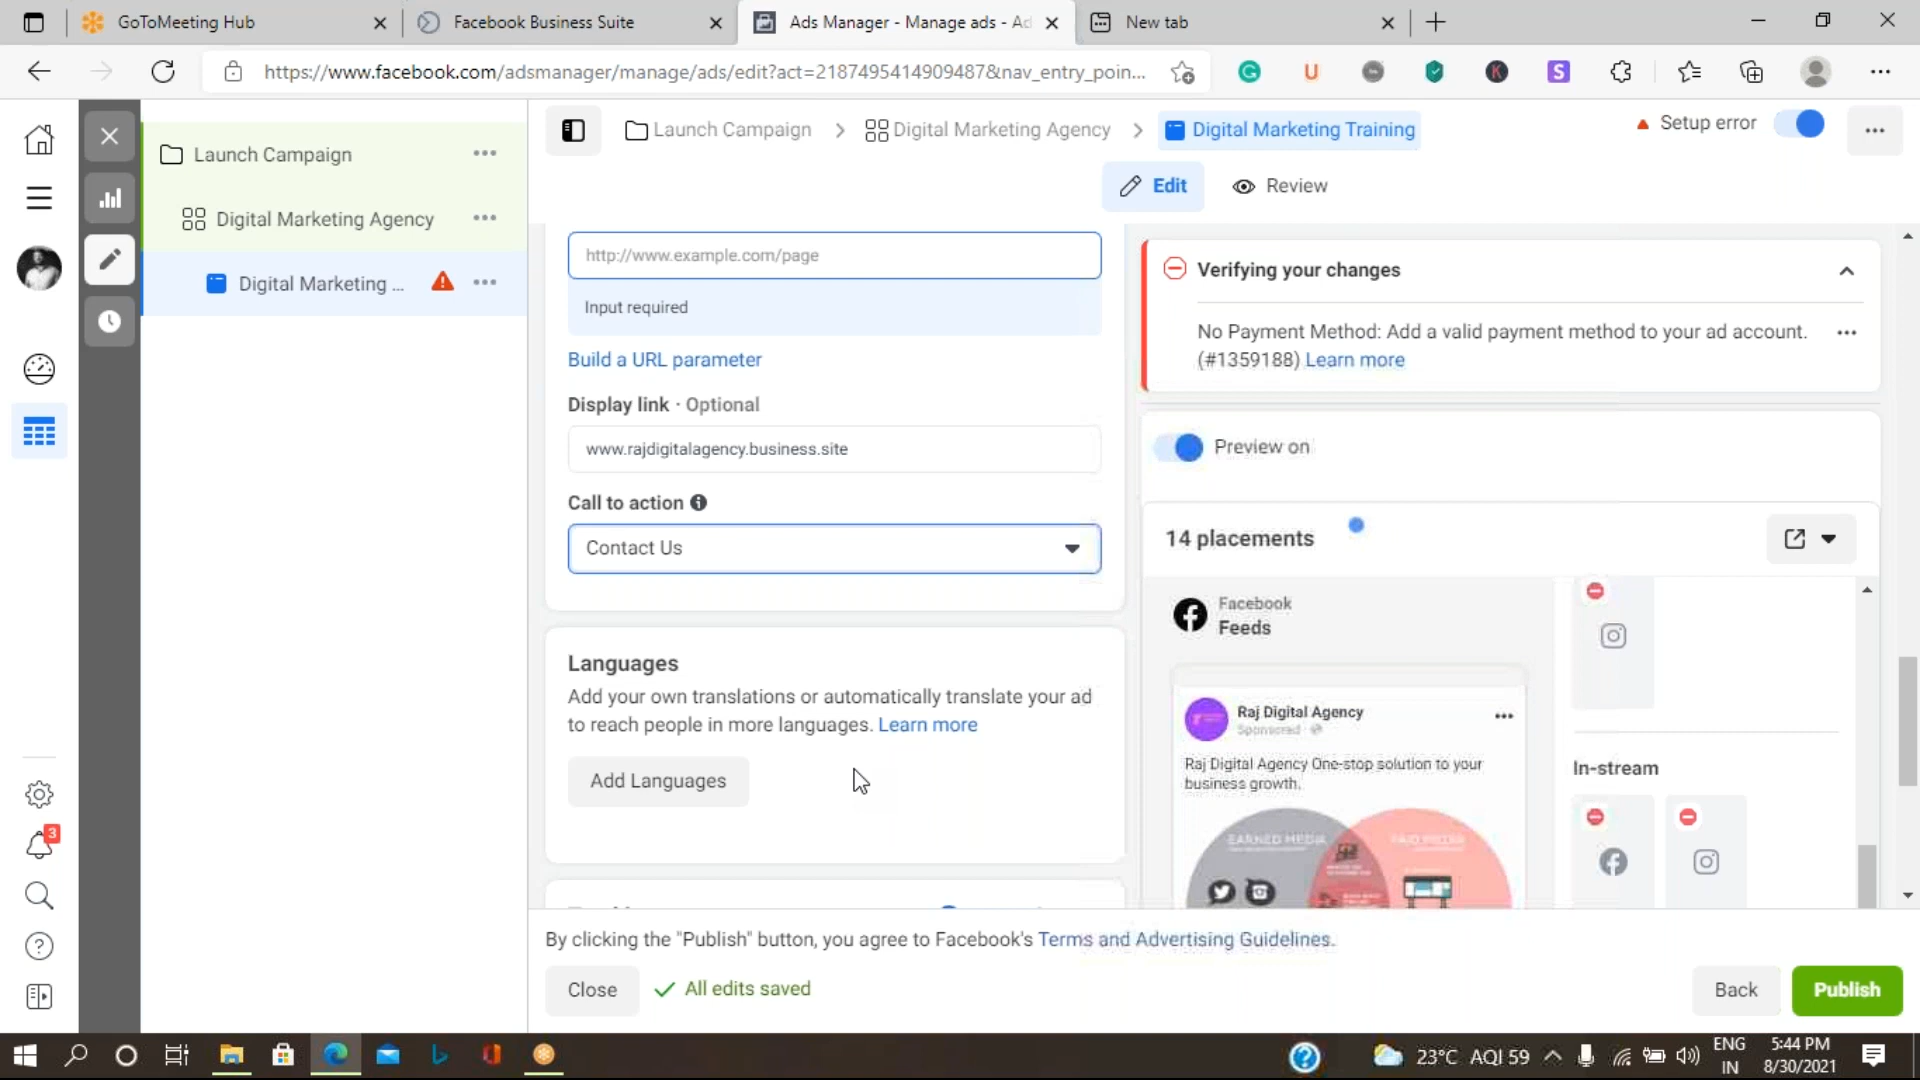 GoToMeeting Hub
Facebook Business Suite
Ads Manager - Manage ads - Ad
New tab
https://www.facebook.com/adsmanager/manage/ads/edit?act=2187495414909487&nav_entry_poin...
Launch Campaign
Digital Marketing Agency
Digital Marketing ...
Launch Campaign
Digital Marketing Agency
Digital Marketing Training
Setup error
Edit
Review
http://www.example.com/page
Input required
Build a URL parameter
Display link · Optional
www.rajdigitalagency.business.site
Call to action
Contact Us
Languages
Add your own translations or automatically translate your ad
to reach people in more languages. Learn more
Add Languages
Verifying your changes
No Payment Method: Add a valid payment method to your ad account.
(#1359188) Learn more
Preview on
14 placements
Facebook
Feeds
Raj Digital Agency
Sponsored ·
Raj Digital Agency One-stop solution to your
business growth.
EARNED MEDIA
PAID MEDIA
In-stream
By clicking the "Publish" button, you agree to Facebook's Terms and Advertising Guidelines.
Close
All edits saved
Back
Publish
3
23°C AQI 59
ENG
IN
5:44 PM
8/30/2021